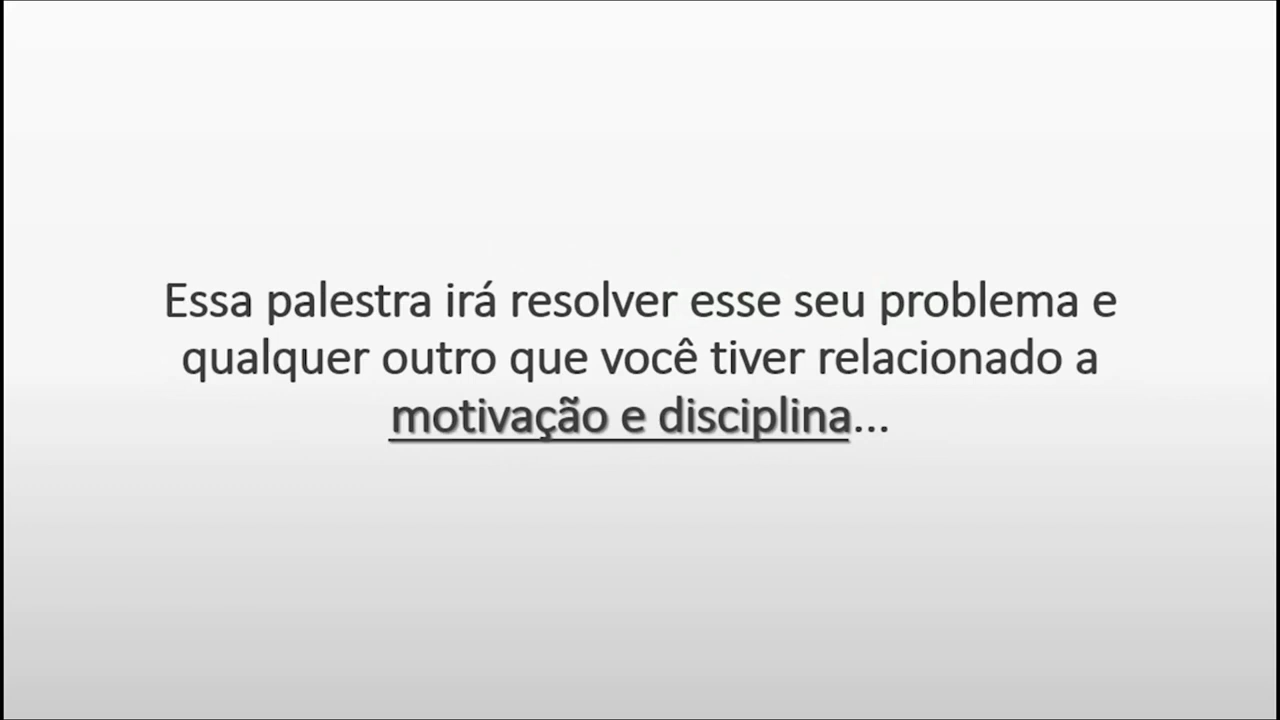 Essa palestra irá resolver esse seu problema e
qualquer outro que você tiver relacionado a
motivação e disciplina...